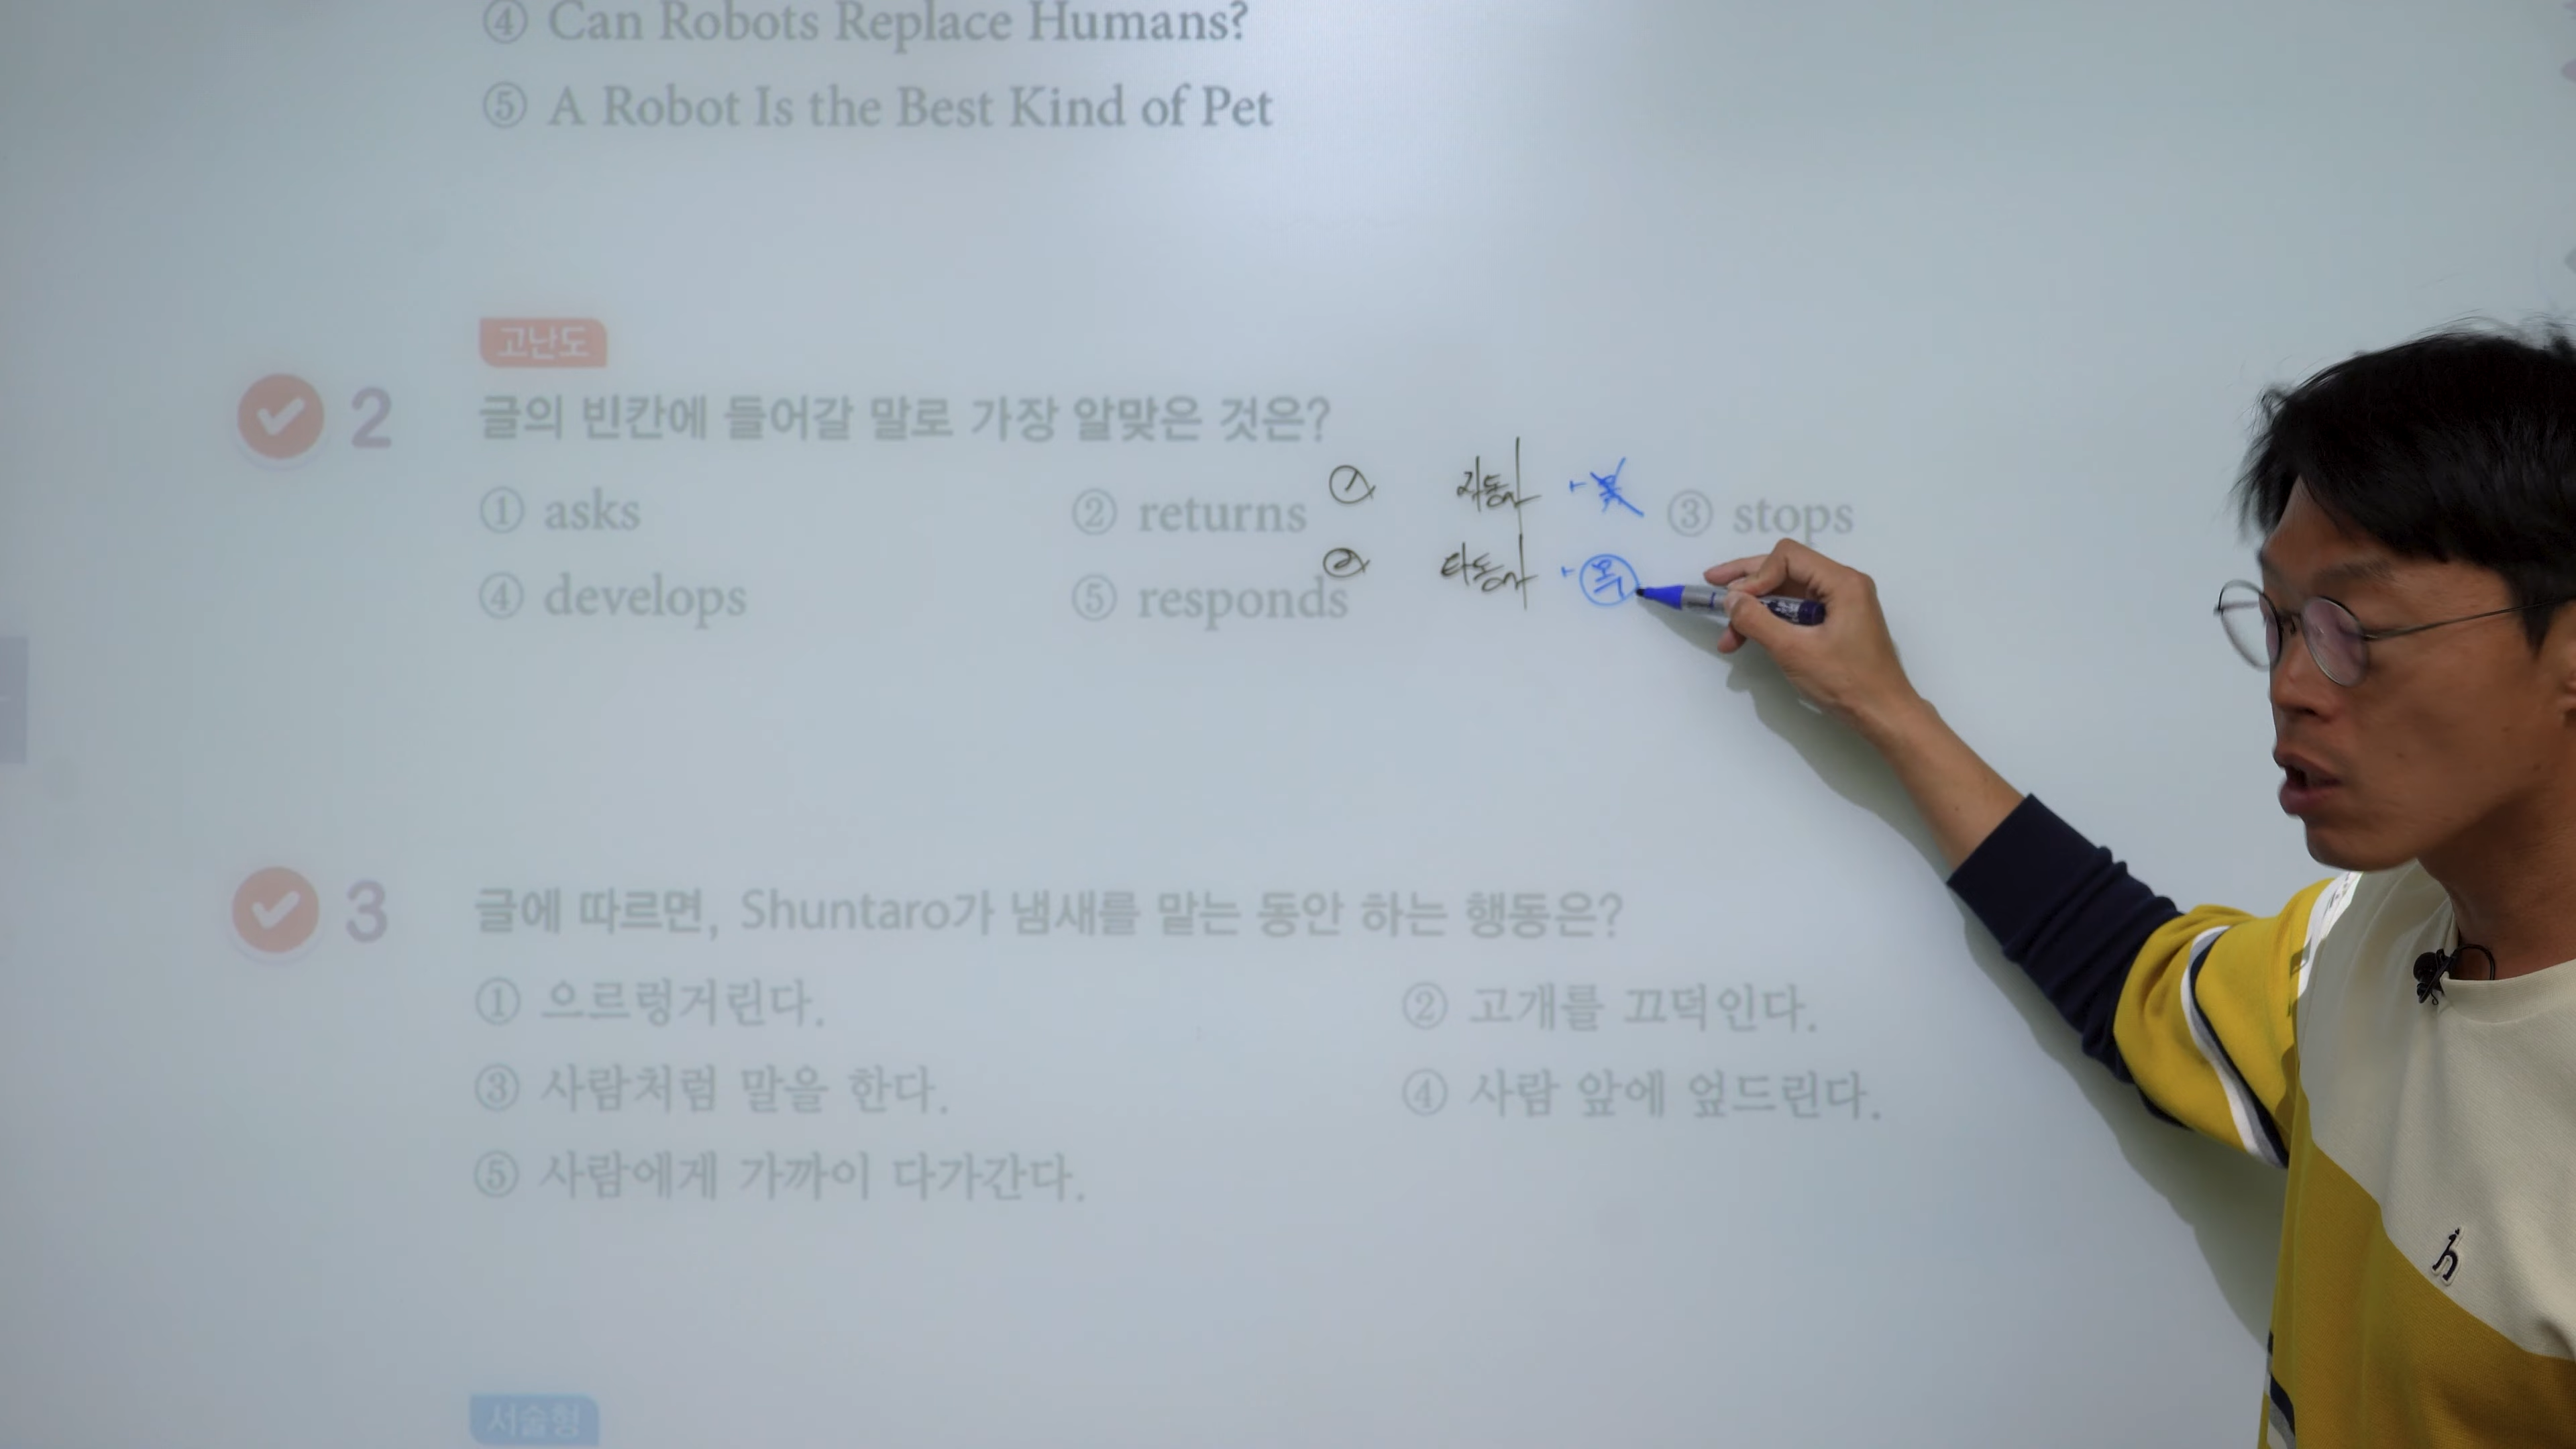 ④ Can Robots Replace Humans?
⑤ A Robot Is the Best Kind of Pet
고난도
2 글의 빈칸에 들어갈 말로 가장 알맞은 것은?
① asks ② returns ③ stops
④ develops ⑤ responds
① 자동사 + 목
② 타동사 + 목
3 글에 따르면, Shuntaro가 냄새를 맡는 동안 하는 행동은?
① 으르렁거린다. ② 고개를 끄덕인다.
③ 사람처럼 말을 한다. ④ 사람 앞에 엎드린다.
⑤ 사람에게 가까이 다가간다.
서술형
h